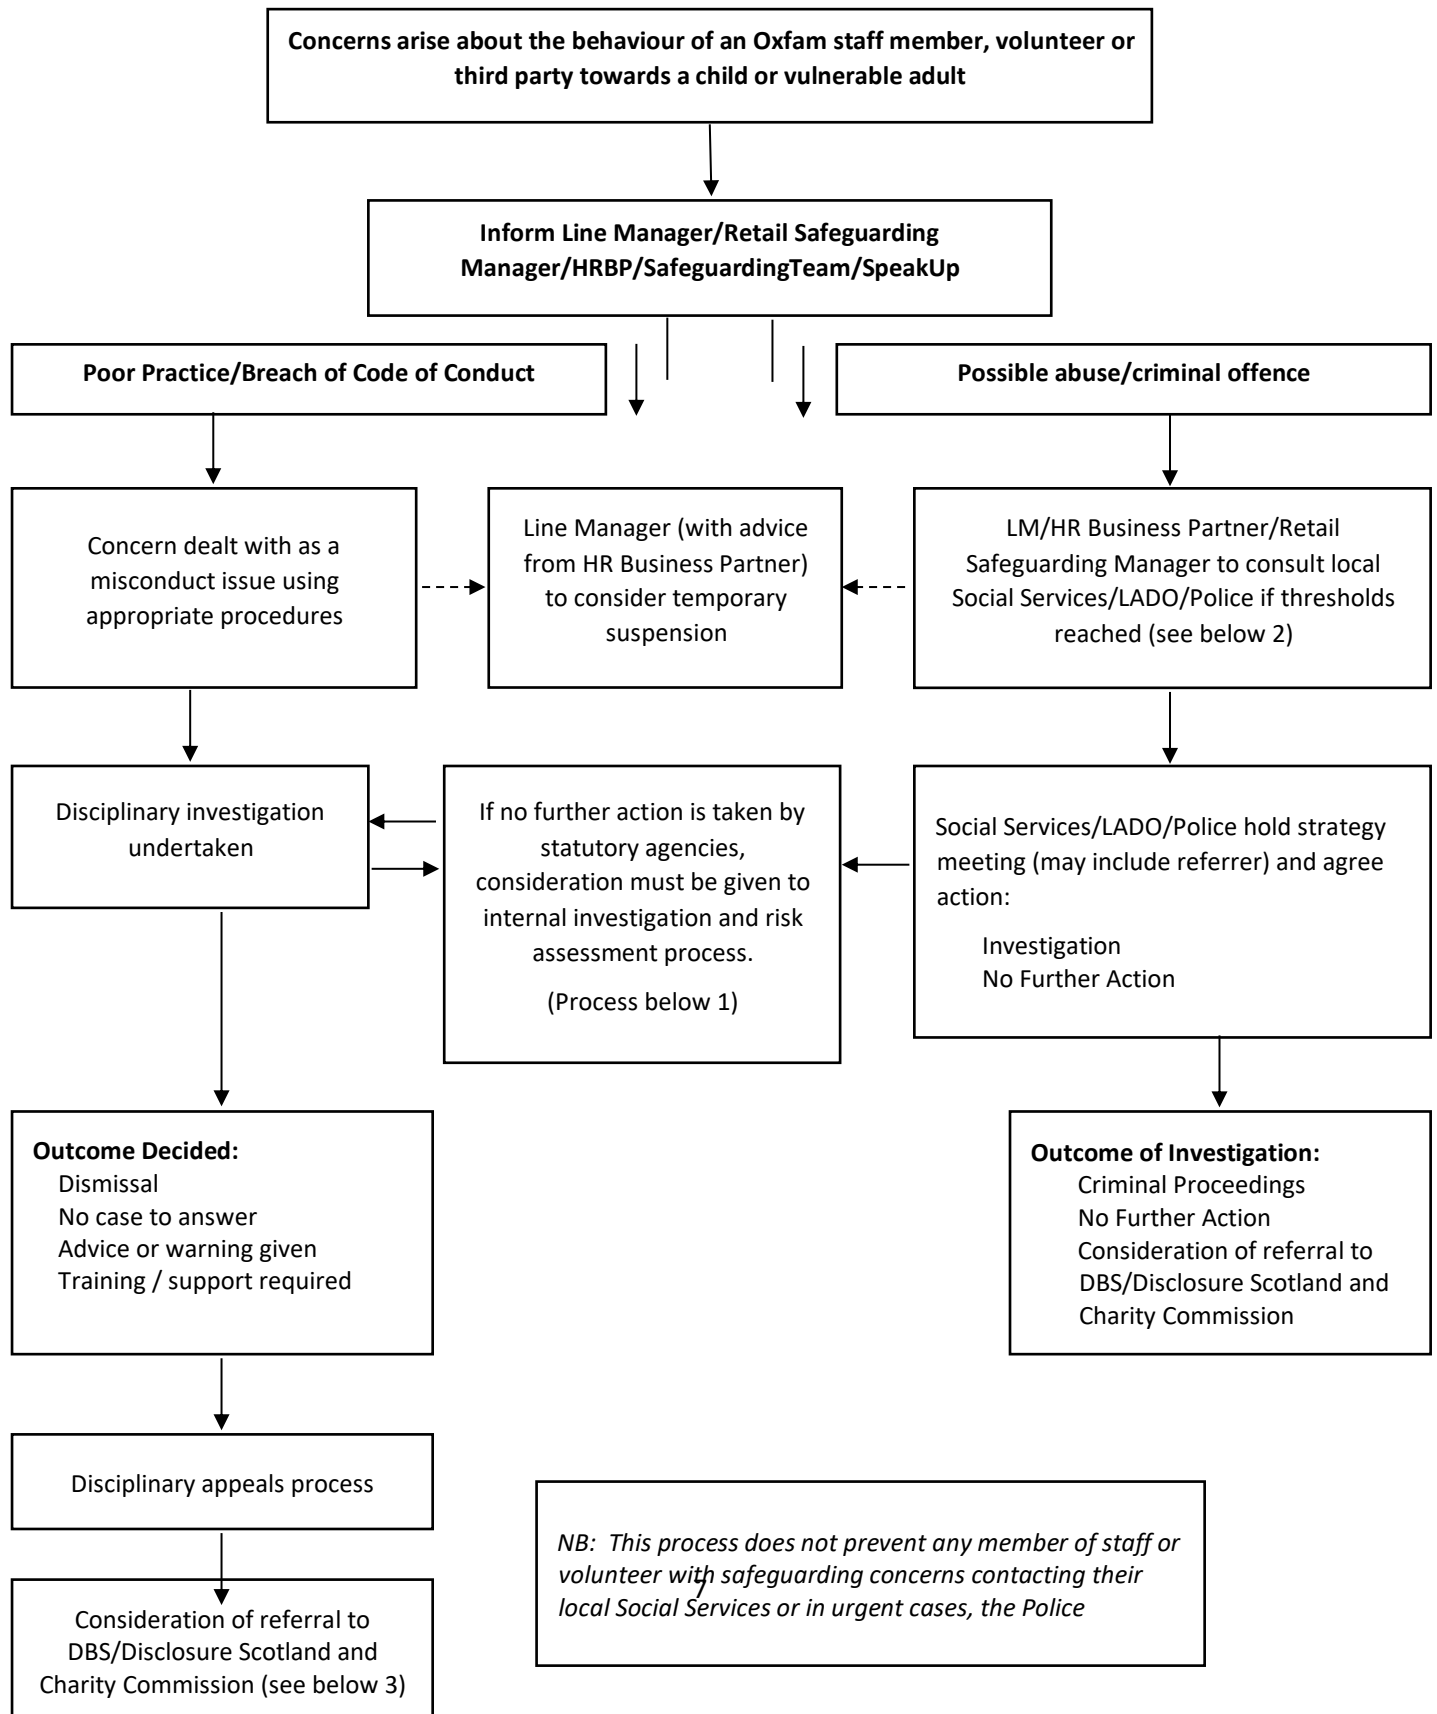 Concerns arise about the behaviour of an Oxfam staff member, volunteer or
third party towards a child or vulnerable adult
Inform Line Manager/Retail Safeguarding
Manager/HRBP/SafeguardingTeam/SpeakUp
Poor Practice/Breach of Code of Conduct
Possible abuse/criminal offence
Concern dealt with as a
misconduct issue using
appropriate procedures
Line Manager (with advice
from HR Business Partner)
to consider temporary
suspension
LM/HR Business Partner/Retail
Safeguarding Manager to consult local
Social Services/LADO/Police if thresholds
reached (see below 2)
Disciplinary investigation
undertaken
If no further action is taken by
statutory agencies,
consideration must be given to
internal investigation and risk
assessment process.
(Process below 1)
Social Services/LADO/Police hold strategy
meeting (may include referrer) and agree
action:
Investigation
No Further Action
Outcome Decided:
Dismissal
No case to answer
Advice or warning given
Training / support required
Outcome of Investigation:
Criminal Proceedings
No Further Action
Consideration of referral to
DBS/Disclosure Scotland and
Charity Commission
Disciplinary appeals process
NB:  This process does not prevent any member of staff or
volunteer with safeguarding concerns contacting their
local Social Services or in urgent cases, the Police
7
Consideration of referral to
DBS/Disclosure Scotland and
Charity Commission (see below 3)